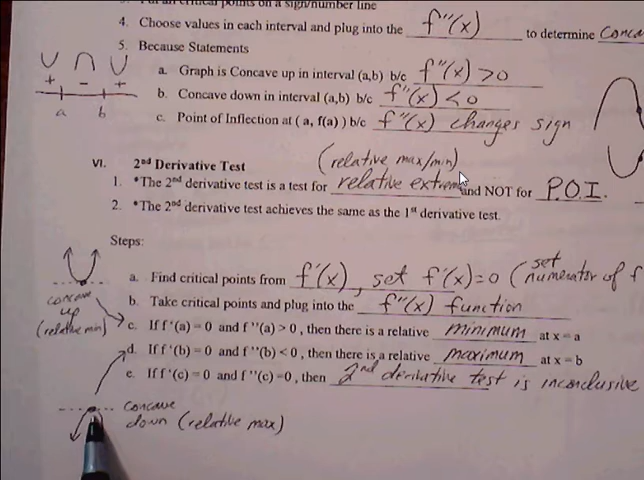 critical points on a sign/number line
4. Choose values in each interval and plug into the f"(x) to determine
5. Because Statements
+ - +
a b
a. Graph is Concave up in interval (a,b) b/c f"(x) > 0
b. Concave down in interval (a,b) b/c f"(x) < 0
c. Point of Inflection at ( a, f(a) ) b/c f"(x) changes sign
(relative max/min)
VI. 2nd Derivative Test
1. *The 2nd derivative test is a test for relative extrema and NOT for P.O.I.
2. *The 2nd derivative test achieves the same as the 1st derivative test.
Steps:
a. Find critical points from f'(x), set f'(x)=0 (set numerator of f
b. Take critical points and plug into the f"(x) function
concave up (relative min)
c. If f '(a) = 0 and f "(a) > 0, then there is a relative minimum at x = a
d. If f '(b) = 0 and f "(b) < 0, then there is a relative maximum at x = b
e. If f '(c) = 0 and f "(c) =0, then 2nd derivative test is inconclusive
concave
down (relative max)